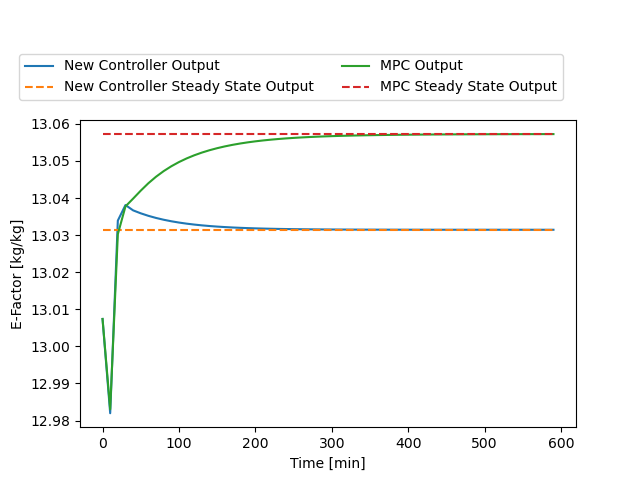 New Controller Output
New Controller Steady State Output
MPC Output
MPC Steady State Output
13.06
13.05
13.04
13.03
13.02
13.01
13.00
12.99
12.98
E-Factor [kg/kg]
0 100 200 300 400 500 600
Time [min]